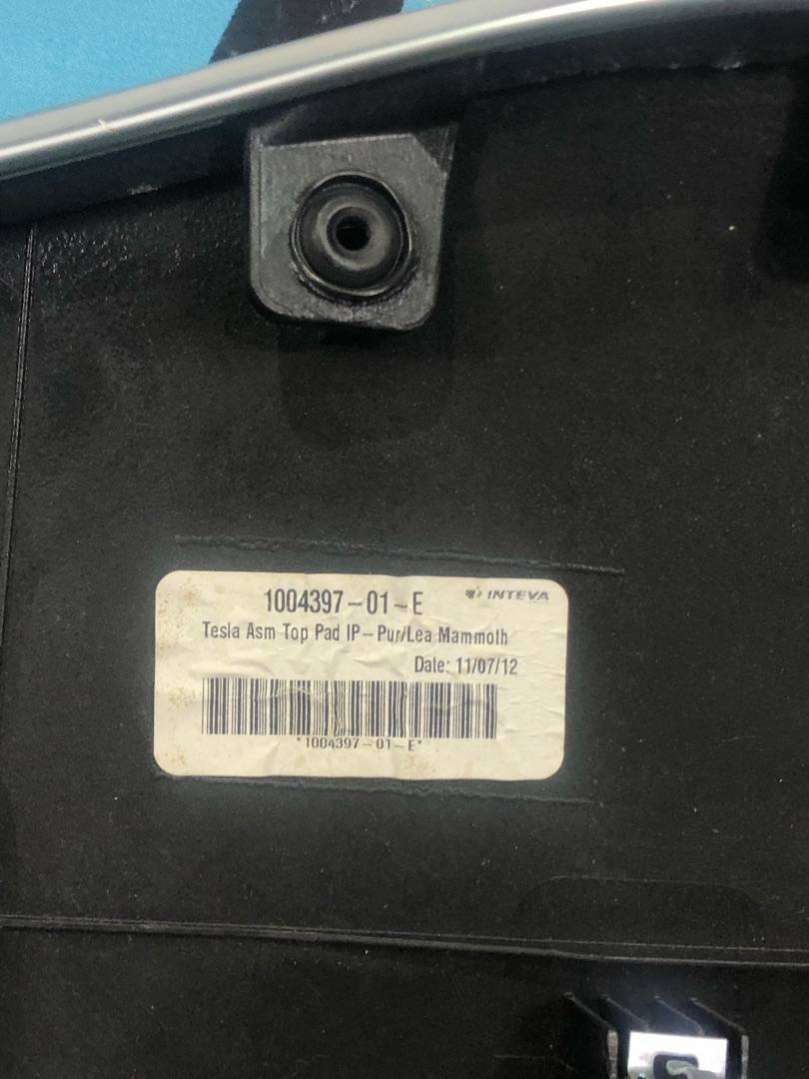 1004397-01-E
INTEVA
Tesla Asm Top Pad IP-Pur/Lea Mammoth
Date: 11/07/12
*1004397-01-E*